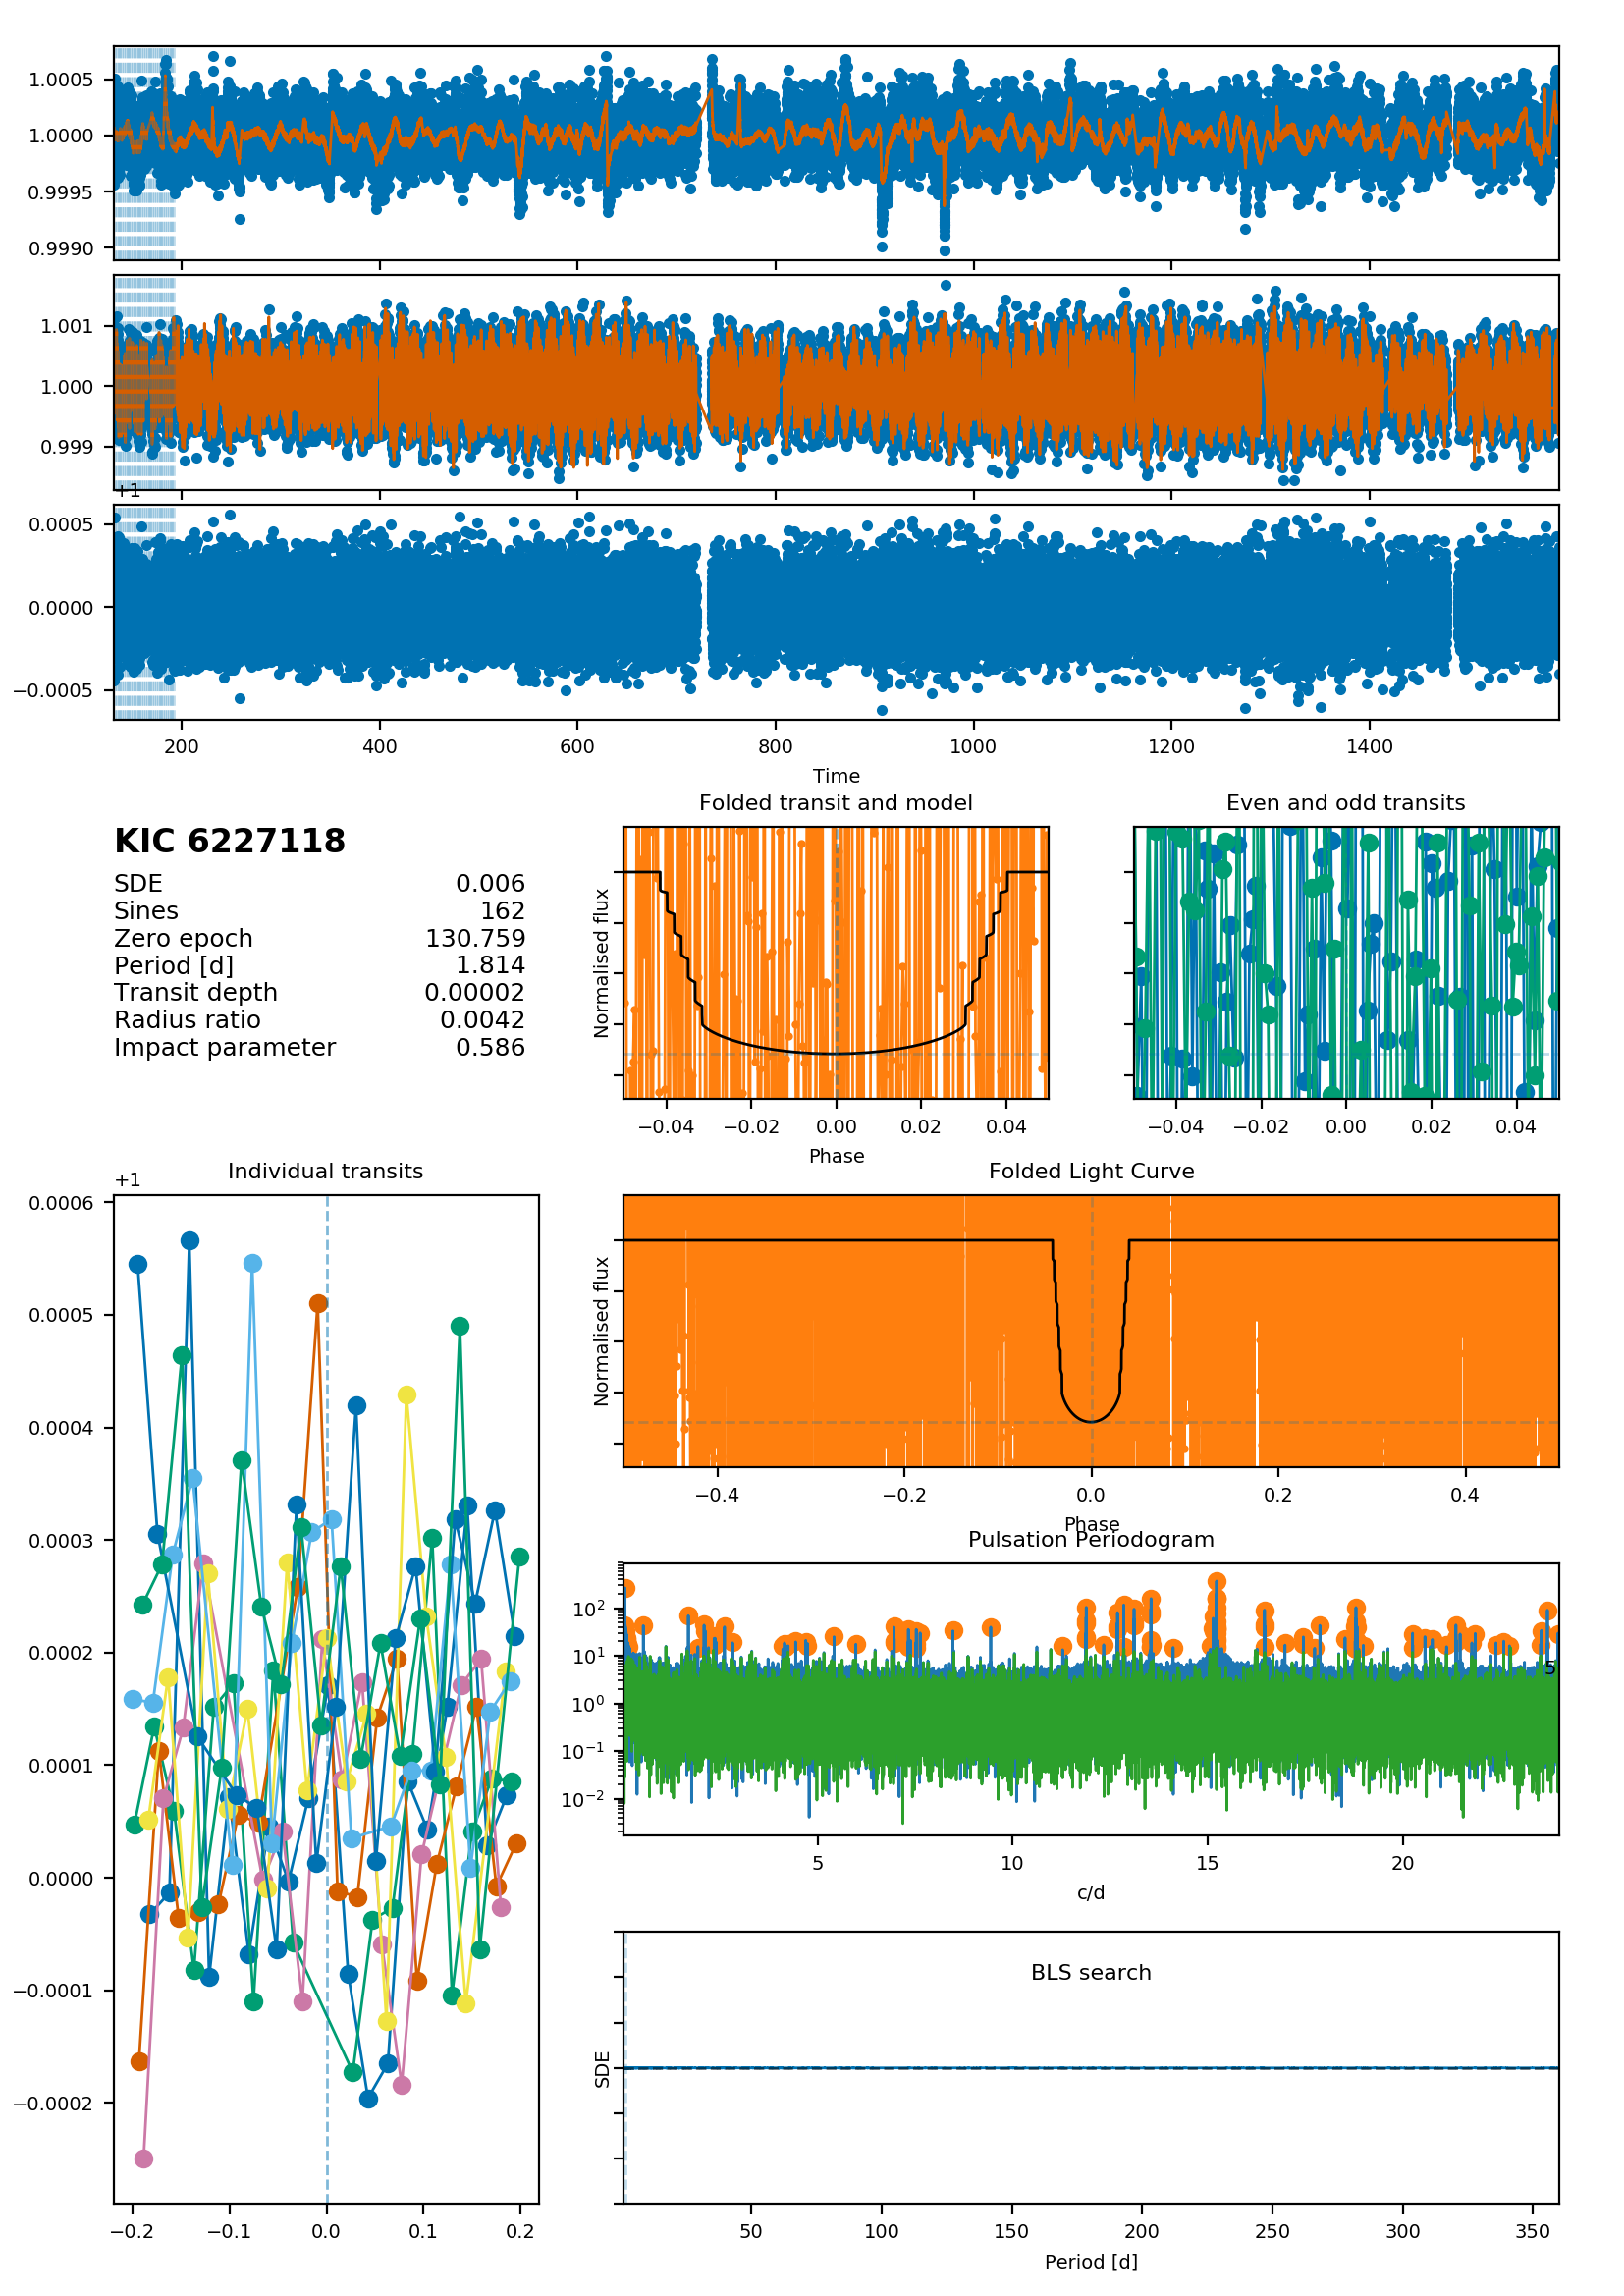 1.0005
1.0000
0.9995
0.9990
1.001
1.000
0.999
+1
0.0005
0.0000
−0.0005
200 400 600 800 1000 1200 1400
Time
KIC 6227118
SDE 0.006
Sines 162
Zero epoch 130.759
Period [d] 1.814
Transit depth 0.00002
Radius ratio 0.0042
Impact parameter 0.586
Folded transit and model
Normalised flux
−0.04 −0.02 0.00 0.02 0.04
Phase
Even and odd transits
−0.04 −0.02 0.00 0.02 0.04
Individual transits
+1
0.0006
0.0005
0.0004
0.0003
0.0002
0.0001
0.0000
−0.0001
−0.0002
−0.2 −0.1 0.0 0.1 0.2
Folded Light Curve
Normalised flux
−0.4 −0.2 0.0 0.2 0.4
Phase
Pulsation Periodogram
10²
10¹
10⁰
10⁻¹
10⁻²
5
5 10 15 20
c/d
BLS search
SDE
50 100 150 200 250 300 350
Period [d]